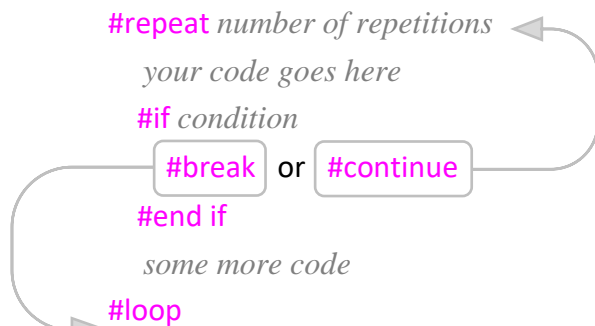 #repeat number of repetitions
your code goes here
#if condition
#break or #continue
#end if
some more code
#loop